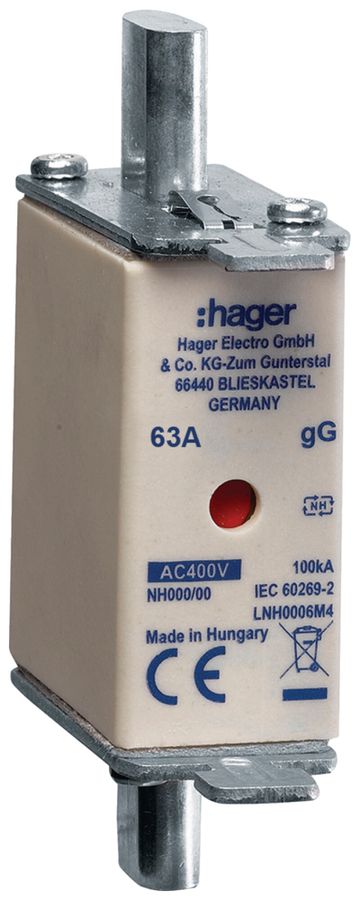 :hager
Hager Electro GmbH
& Co. KG-Zum Gunterstal
66440 BLIESKASTEL
GERMANY
63A gG
NH
AC400V 100kA
NH000/00 IEC 60269-2
LNH0006M4
Made in Hungary
CE